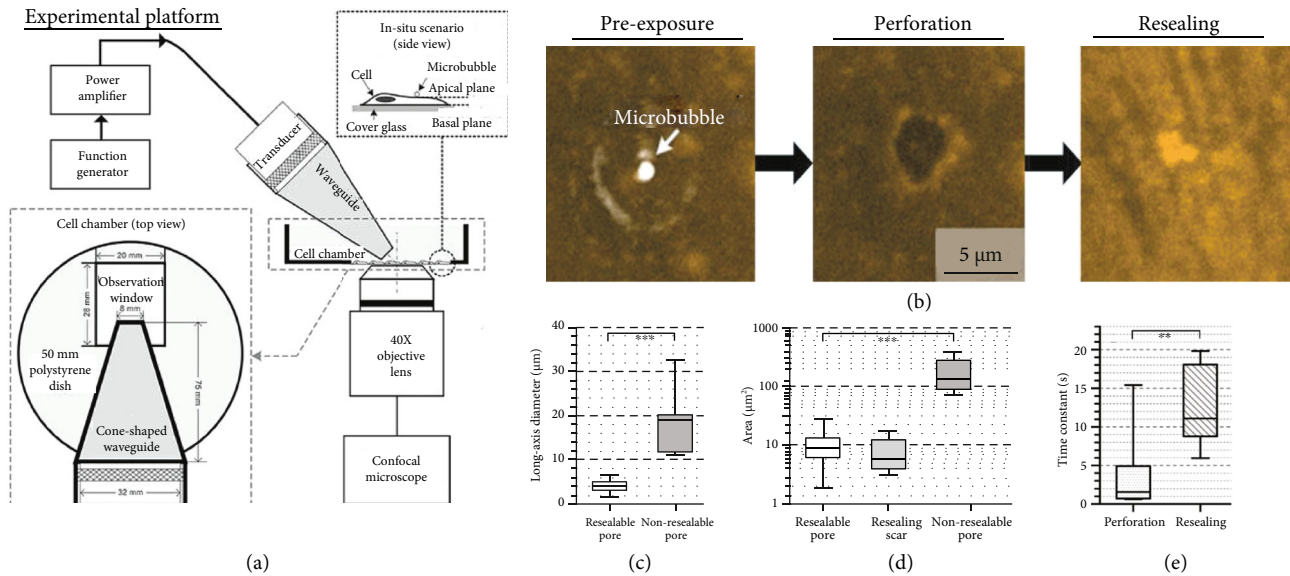 Experimental platform
In-situ scenario
(side view)
Cell
Microbubble
Apical plane
Cover glass
Basal plane
Power
amplifier
Function
generator
Transducer
Waveguide
Cell chamber
Cell chamber (top view)
20 mm
28 mm
Observation
window
8 mm
50 mm
polystyrene
dish
75 mm
Cone-shaped
waveguide
32 mm
40X
objective
lens
Confocal
microscope
(a)
Pre-exposure
Perforation
Resealing
Microbubble
5 μm
(b)
Long-axis diameter (μm)
40
30
20
10
0
***
Resealable
pore
Non-resealable
pore
(c)
Area (μm²)
1000
100
10
1
***
Resealable
pore
Resealing
scar
Non-resealable
pore
(d)
Time constant (s)
20
15
10
5
0
**
Perforation
Resealing
(e)